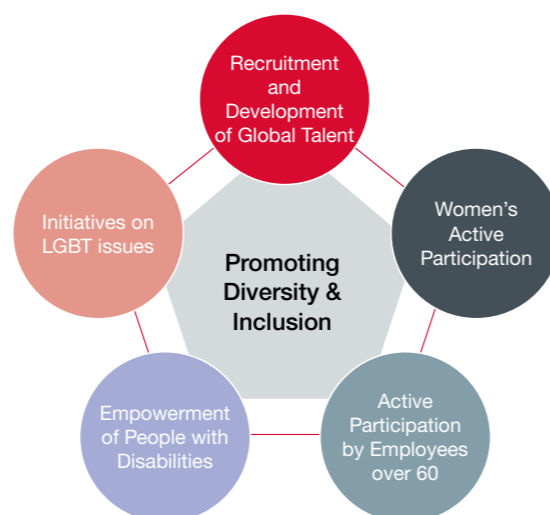 Recruitment
and
Development
of Global Talent
Initiatives on
LGBT issues
Women's
Active
Participation
Promoting
Diversity &
Inclusion
Empowerment
of People with
Disabilities
Active
Participation
by Employees
over 60